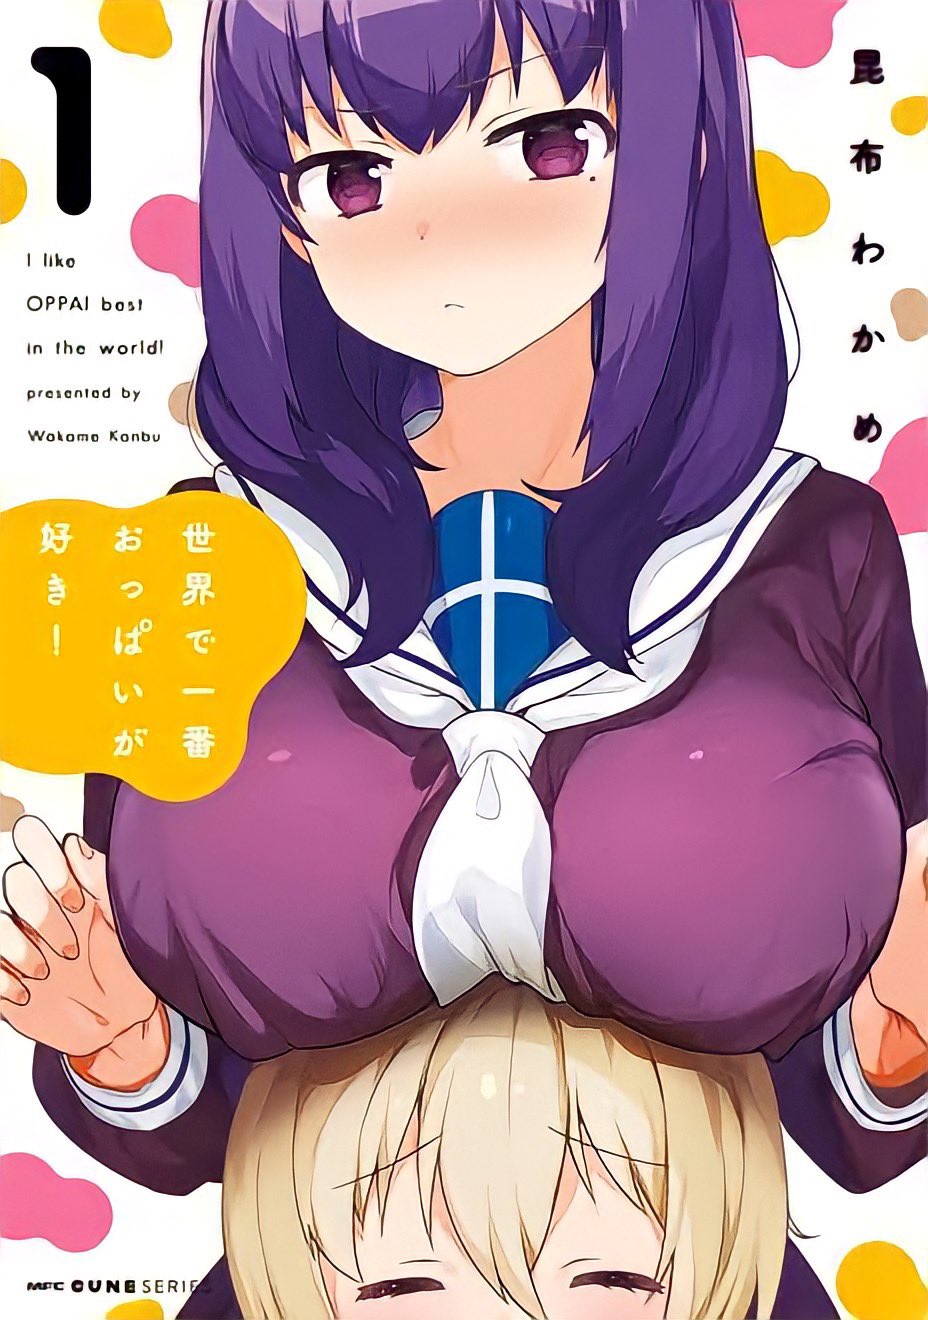 1
I like
OPPAI best
in the world!
presented by
Wakame Konbu
昆布わかめ
世界で一番
おっぱいが
好き!
MFC CUNE SERIES